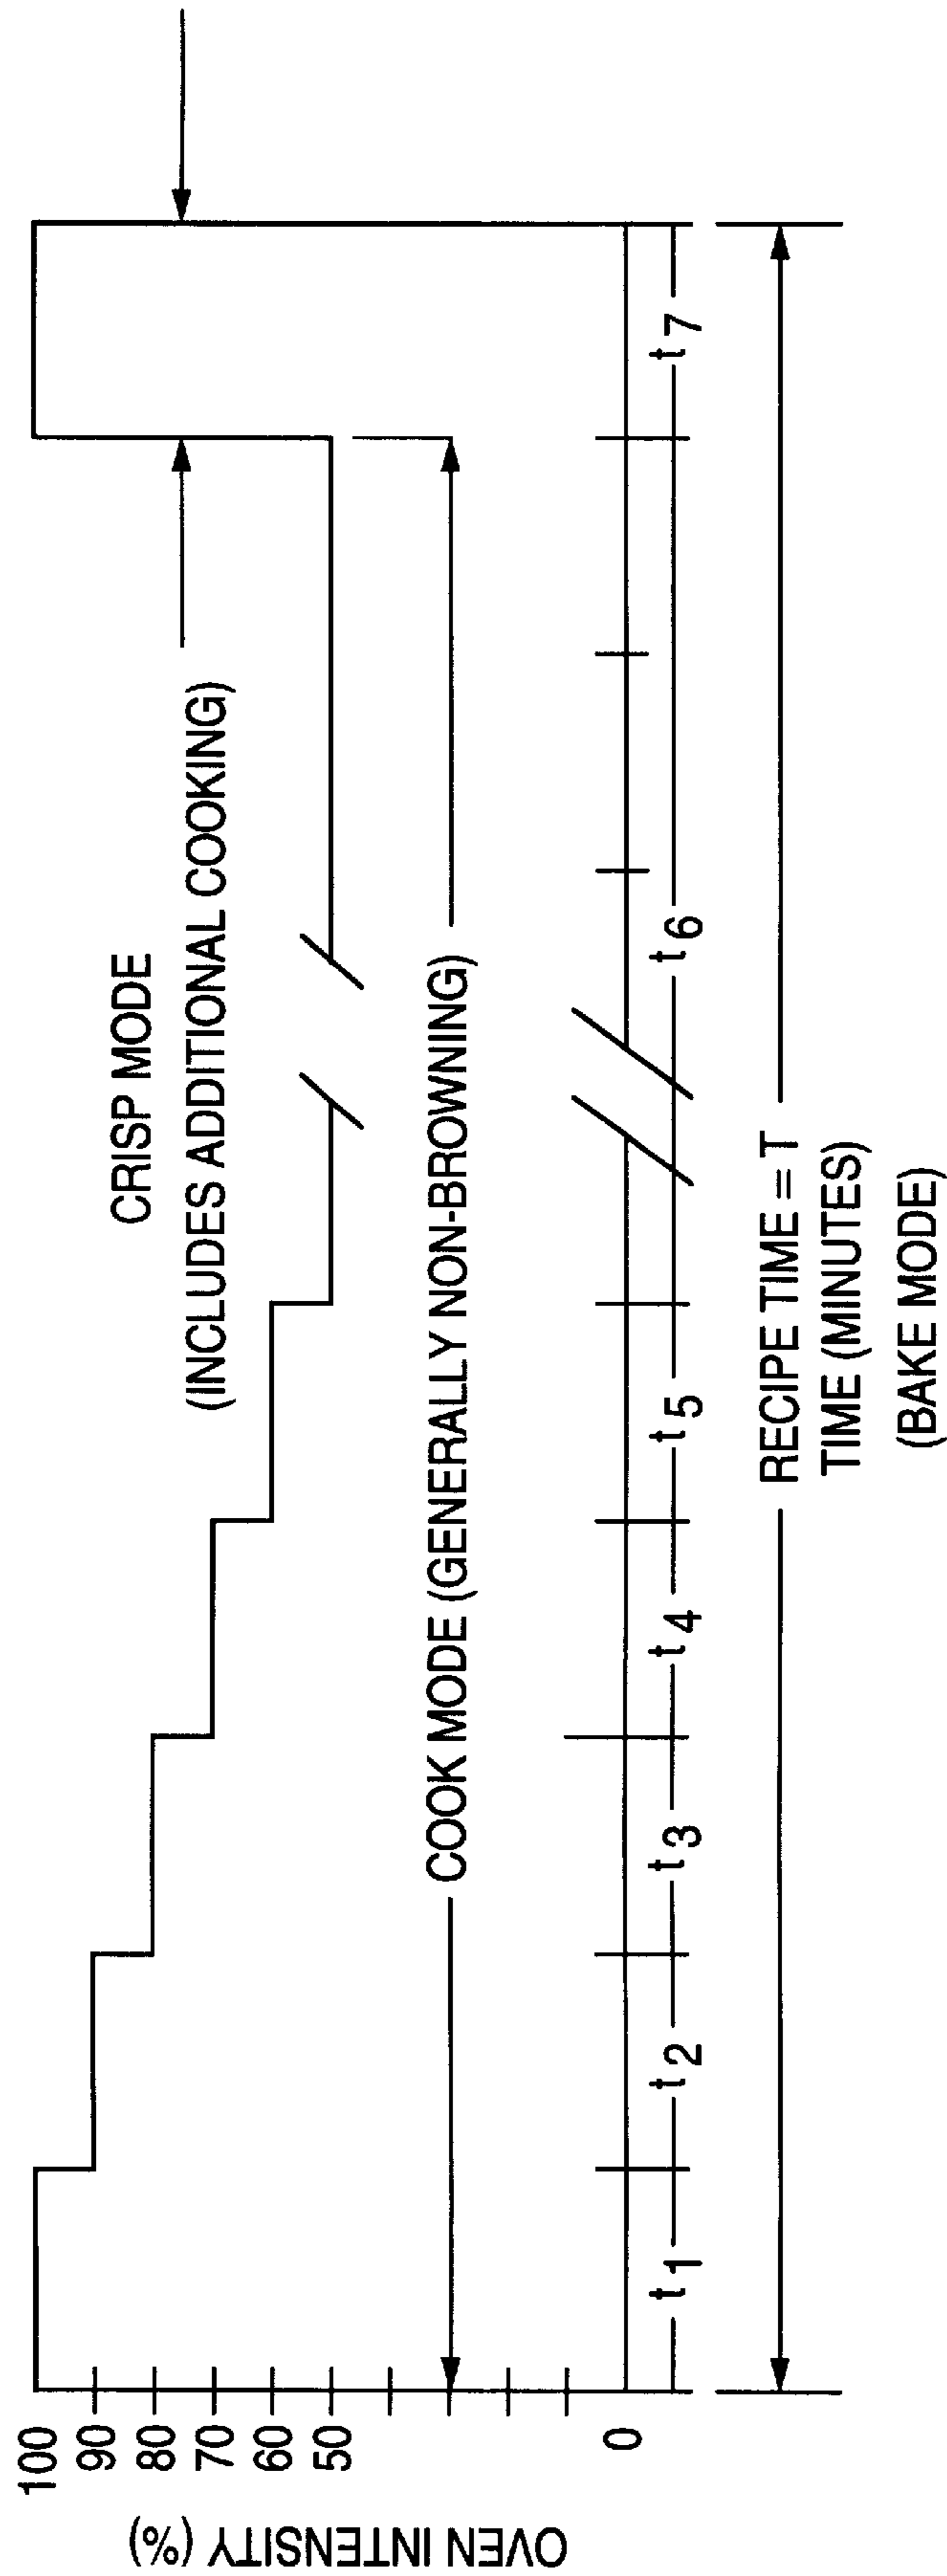 OVEN INTENSITY (%)
100
90
80
70
60
50
0
CRISP MODE
(INCLUDES ADDITIONAL COOKING)
COOK MODE (GENERALLY NON-BROWNING)
t1 t2 t3 t4 t5 t6 t7
RECIPE TIME = T
TIME (MINUTES)
(BAKE MODE)